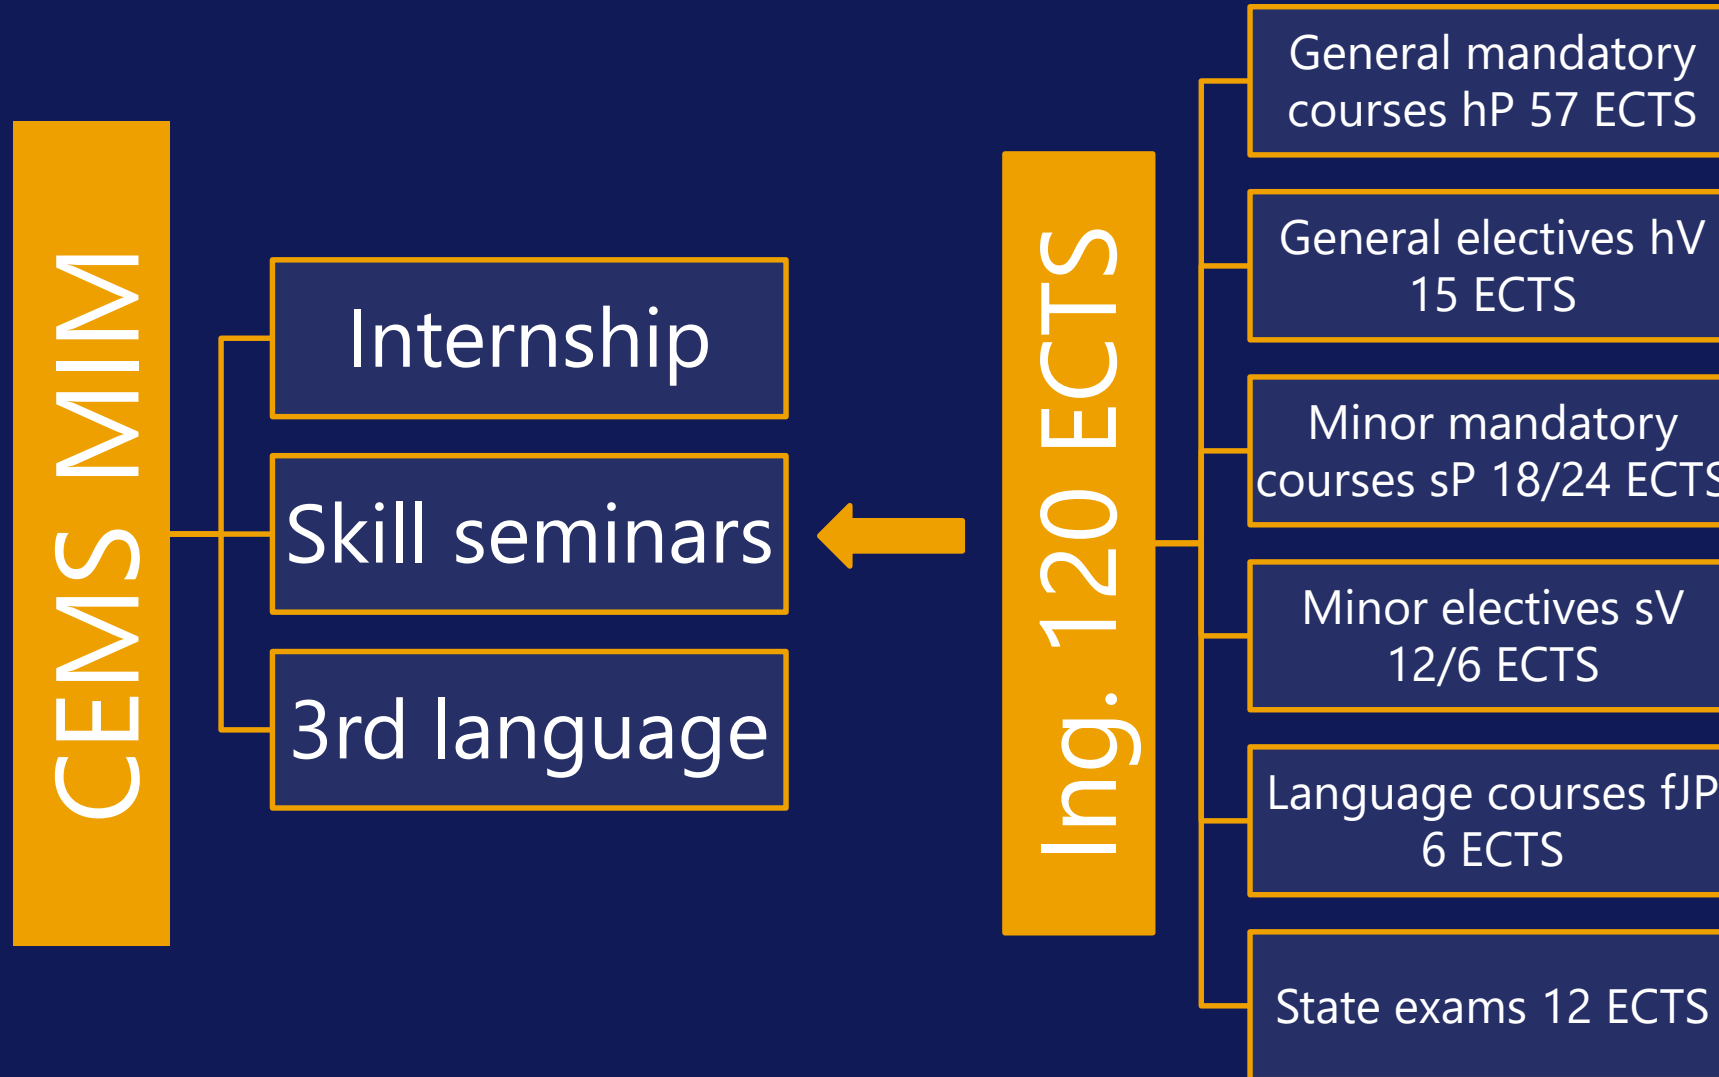 CEMS MIM
Internship
Skill seminars
3rd language
Ing. 120 ECTS
General mandatory
courses hP 57 ECTS
General electives hV
15 ECTS
Minor mandatory
courses sP 18/24 ECTS
Minor electives sV
12/6 ECTS
Language courses fJP
6 ECTS
State exams 12 ECTS